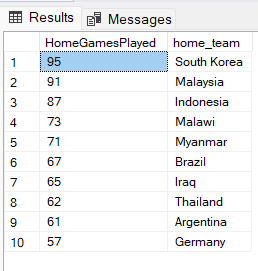 Results Messages
HomeGamesPlayed home_team
1 95 South Korea
2 91 Malaysia
3 87 Indonesia
4 73 Malawi
5 71 Myanmar
6 67 Brazil
7 65 Iraq
8 62 Thailand
9 61 Argentina
10 57 Germany